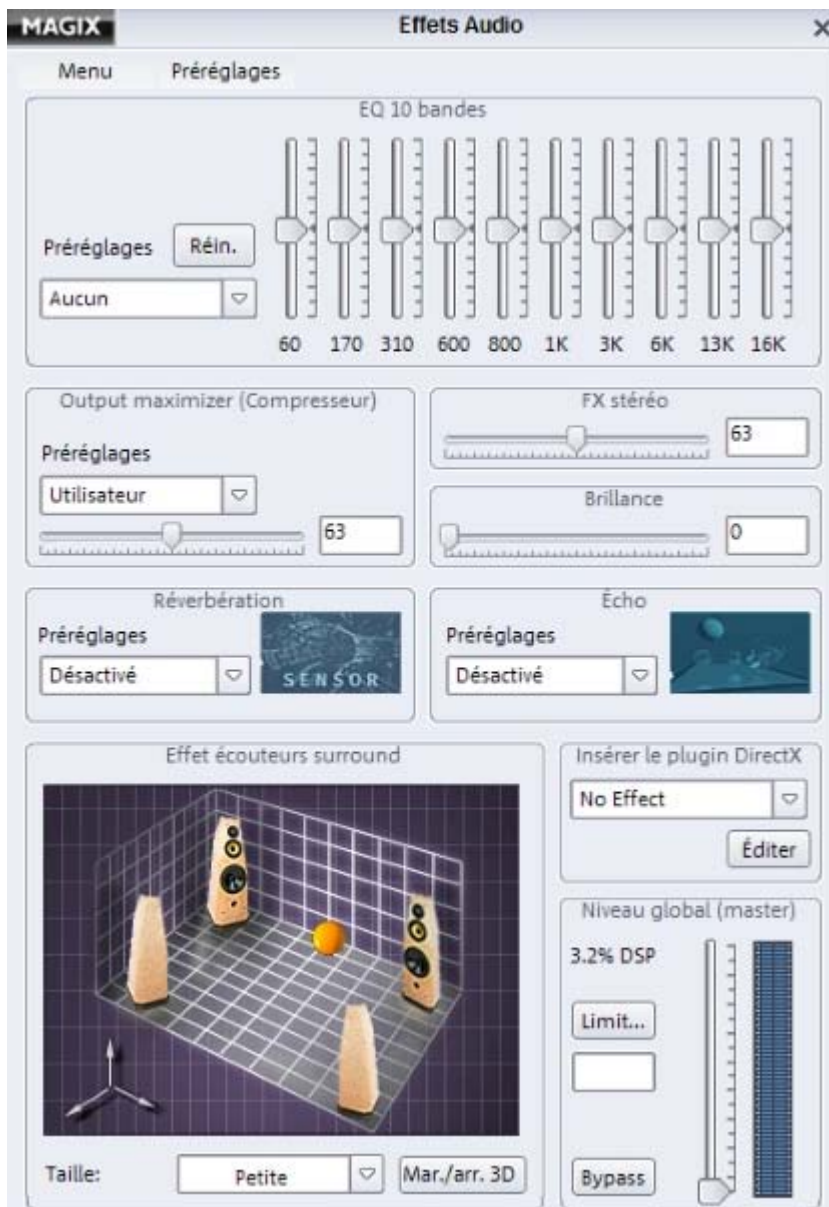 MAGIX Effets Audio
Menu Préréglages
EQ 10 bandes
Préréglages Réin.
Aucun
60 170 310 600 800 1K 3K 6K 13K 16K
Output maximizer (Compresseur)
Préréglages
Utilisateur
63
FX stéréo
63
Brillance
0
Réverbération
Préréglages
Désactivé
SENSOR
Écho
Préréglages
Désactivé
Effet écouteurs surround
Taille: Petite Mar./arr. 3D
Insérer le plugin DirectX
No Effect
Éditer
Niveau global (master)
3.2% DSP
Limit...
Bypass